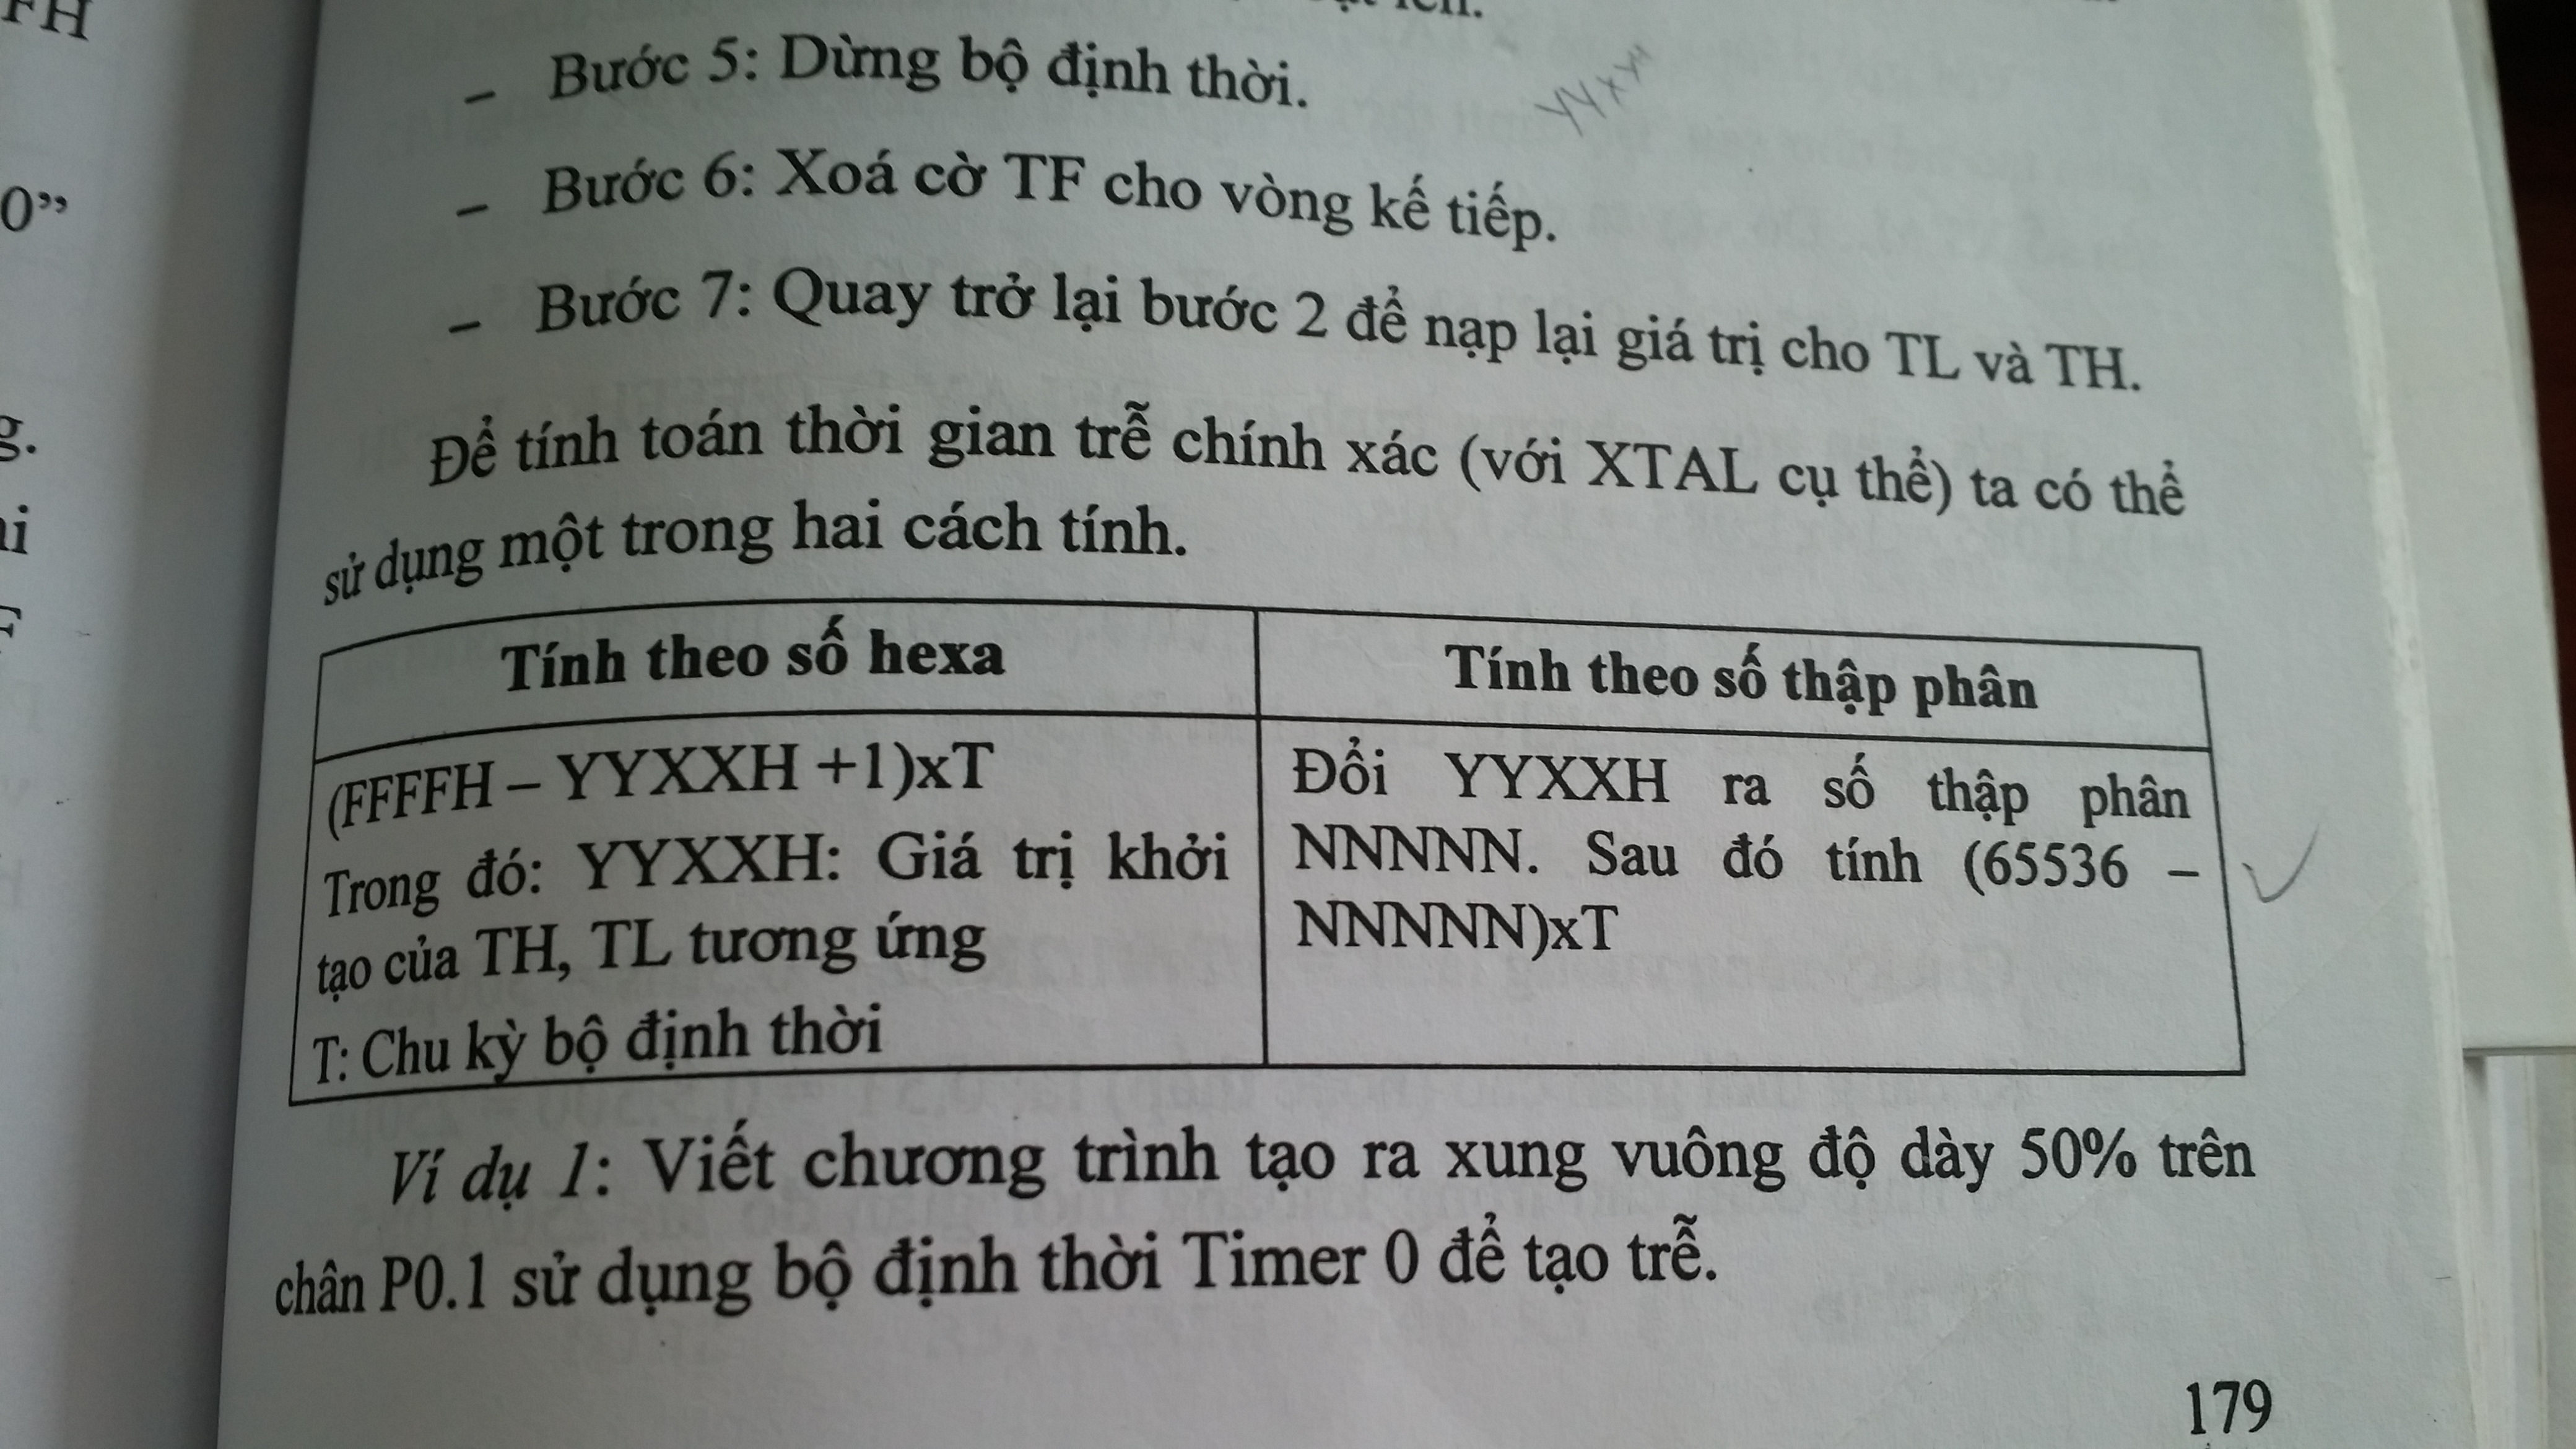 FH
0”
g.
ai
– Bước 5: Dừng bộ định thời.
YYXX
– Bước 6: Xoá cờ TF cho vòng kế tiếp.
– Bước 7: Quay trở lại bước 2 để nạp lại giá trị cho TL và TH.
Để tính toán thời gian trễ chính xác (với XTAL cụ thể) ta có thể
sử dụng một trong hai cách tính.
Tính theo số hexa
(FFFFH – YYXXH +1)xT
Trong đó: YYXXH: Giá trị khởi
tạo của TH, TL tương ứng
T: Chu kỳ bộ định thời
Tính theo số thập phân
Đổi YYXXH ra số thập phân
NNNNN. Sau đó tính (65536 –
NNNNN)xT
Ví dụ 1: Viết chương trình tạo ra xung vuông độ dày 50% trên
chân P0.1 sử dụng bộ định thời Timer 0 để tạo trễ.
179